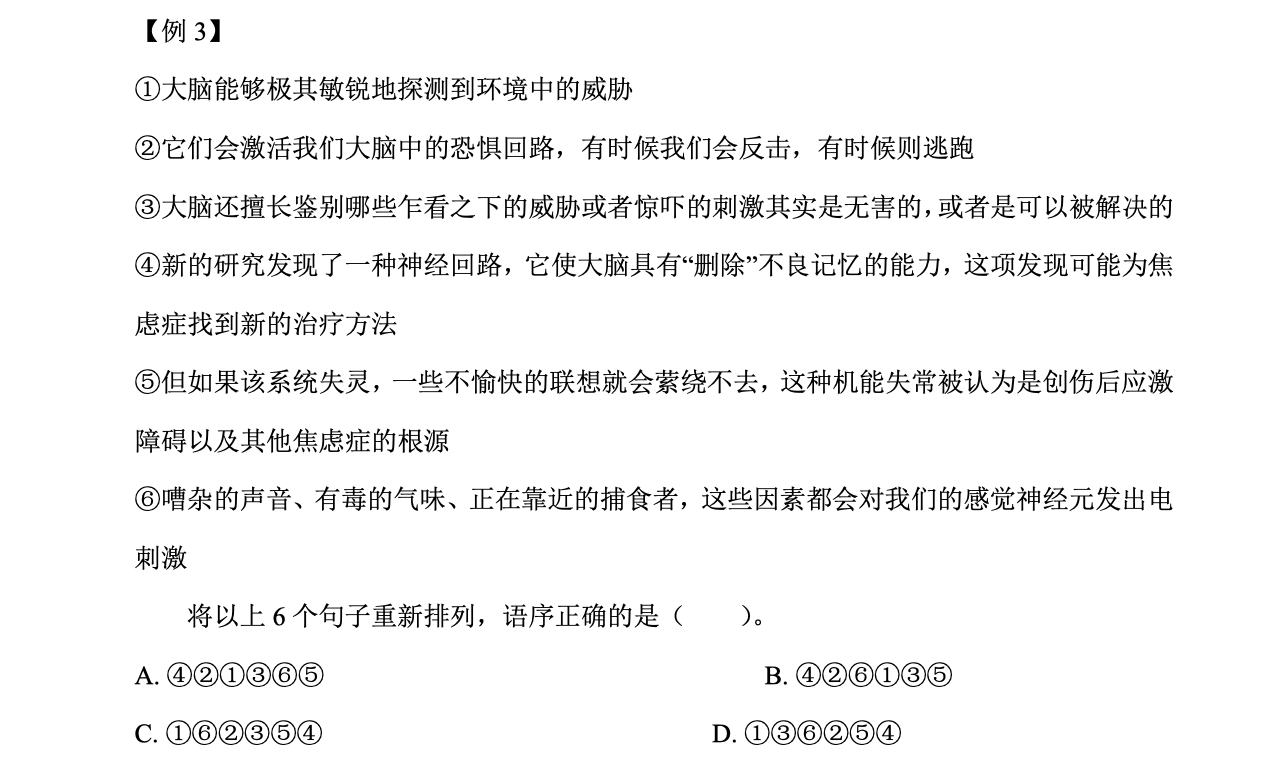 【例 3】
①大脑能够极其敏锐地探测到环境中的威胁
②它们会激活我们大脑中的恐惧回路，有时候我们会反击，有时候则逃跑
③大脑还擅长鉴别哪些乍看之下的威胁或者惊吓的刺激其实是无害的，或者是可以被解决的
④新的研究发现了一种神经回路，它使大脑具有“删除”不良记忆的能力，这项发现可能为焦
虑症找到新的治疗方法
⑤但如果该系统失灵，一些不愉快的联想就会萦绕不去，这种机能失常被认为是创伤后应激
障碍以及其他焦虑症的根源
⑥嘈杂的声音、有毒的气味、正在靠近的捕食者，这些因素都会对我们的感觉神经元发出电
刺激
将以上 6 个句子重新排列，语序正确的是（　　）。
A. ④②①③⑥⑤　B. ④②⑥①③⑤
C. ①⑥②③⑤④　D. ①③⑥②⑤④